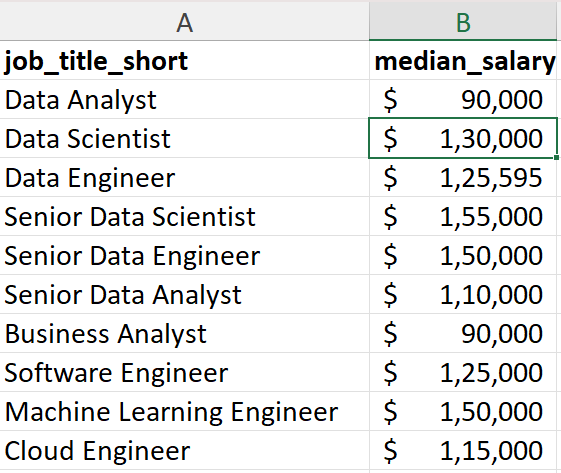 A B
job_title_short median_salary
Data Analyst $ 90,000
Data Scientist $ 1,30,000
Data Engineer $ 1,25,595
Senior Data Scientist $ 1,55,000
Senior Data Engineer $ 1,50,000
Senior Data Analyst $ 1,10,000
Business Analyst $ 90,000
Software Engineer $ 1,25,000
Machine Learning Engineer $ 1,50,000
Cloud Engineer $ 1,15,000